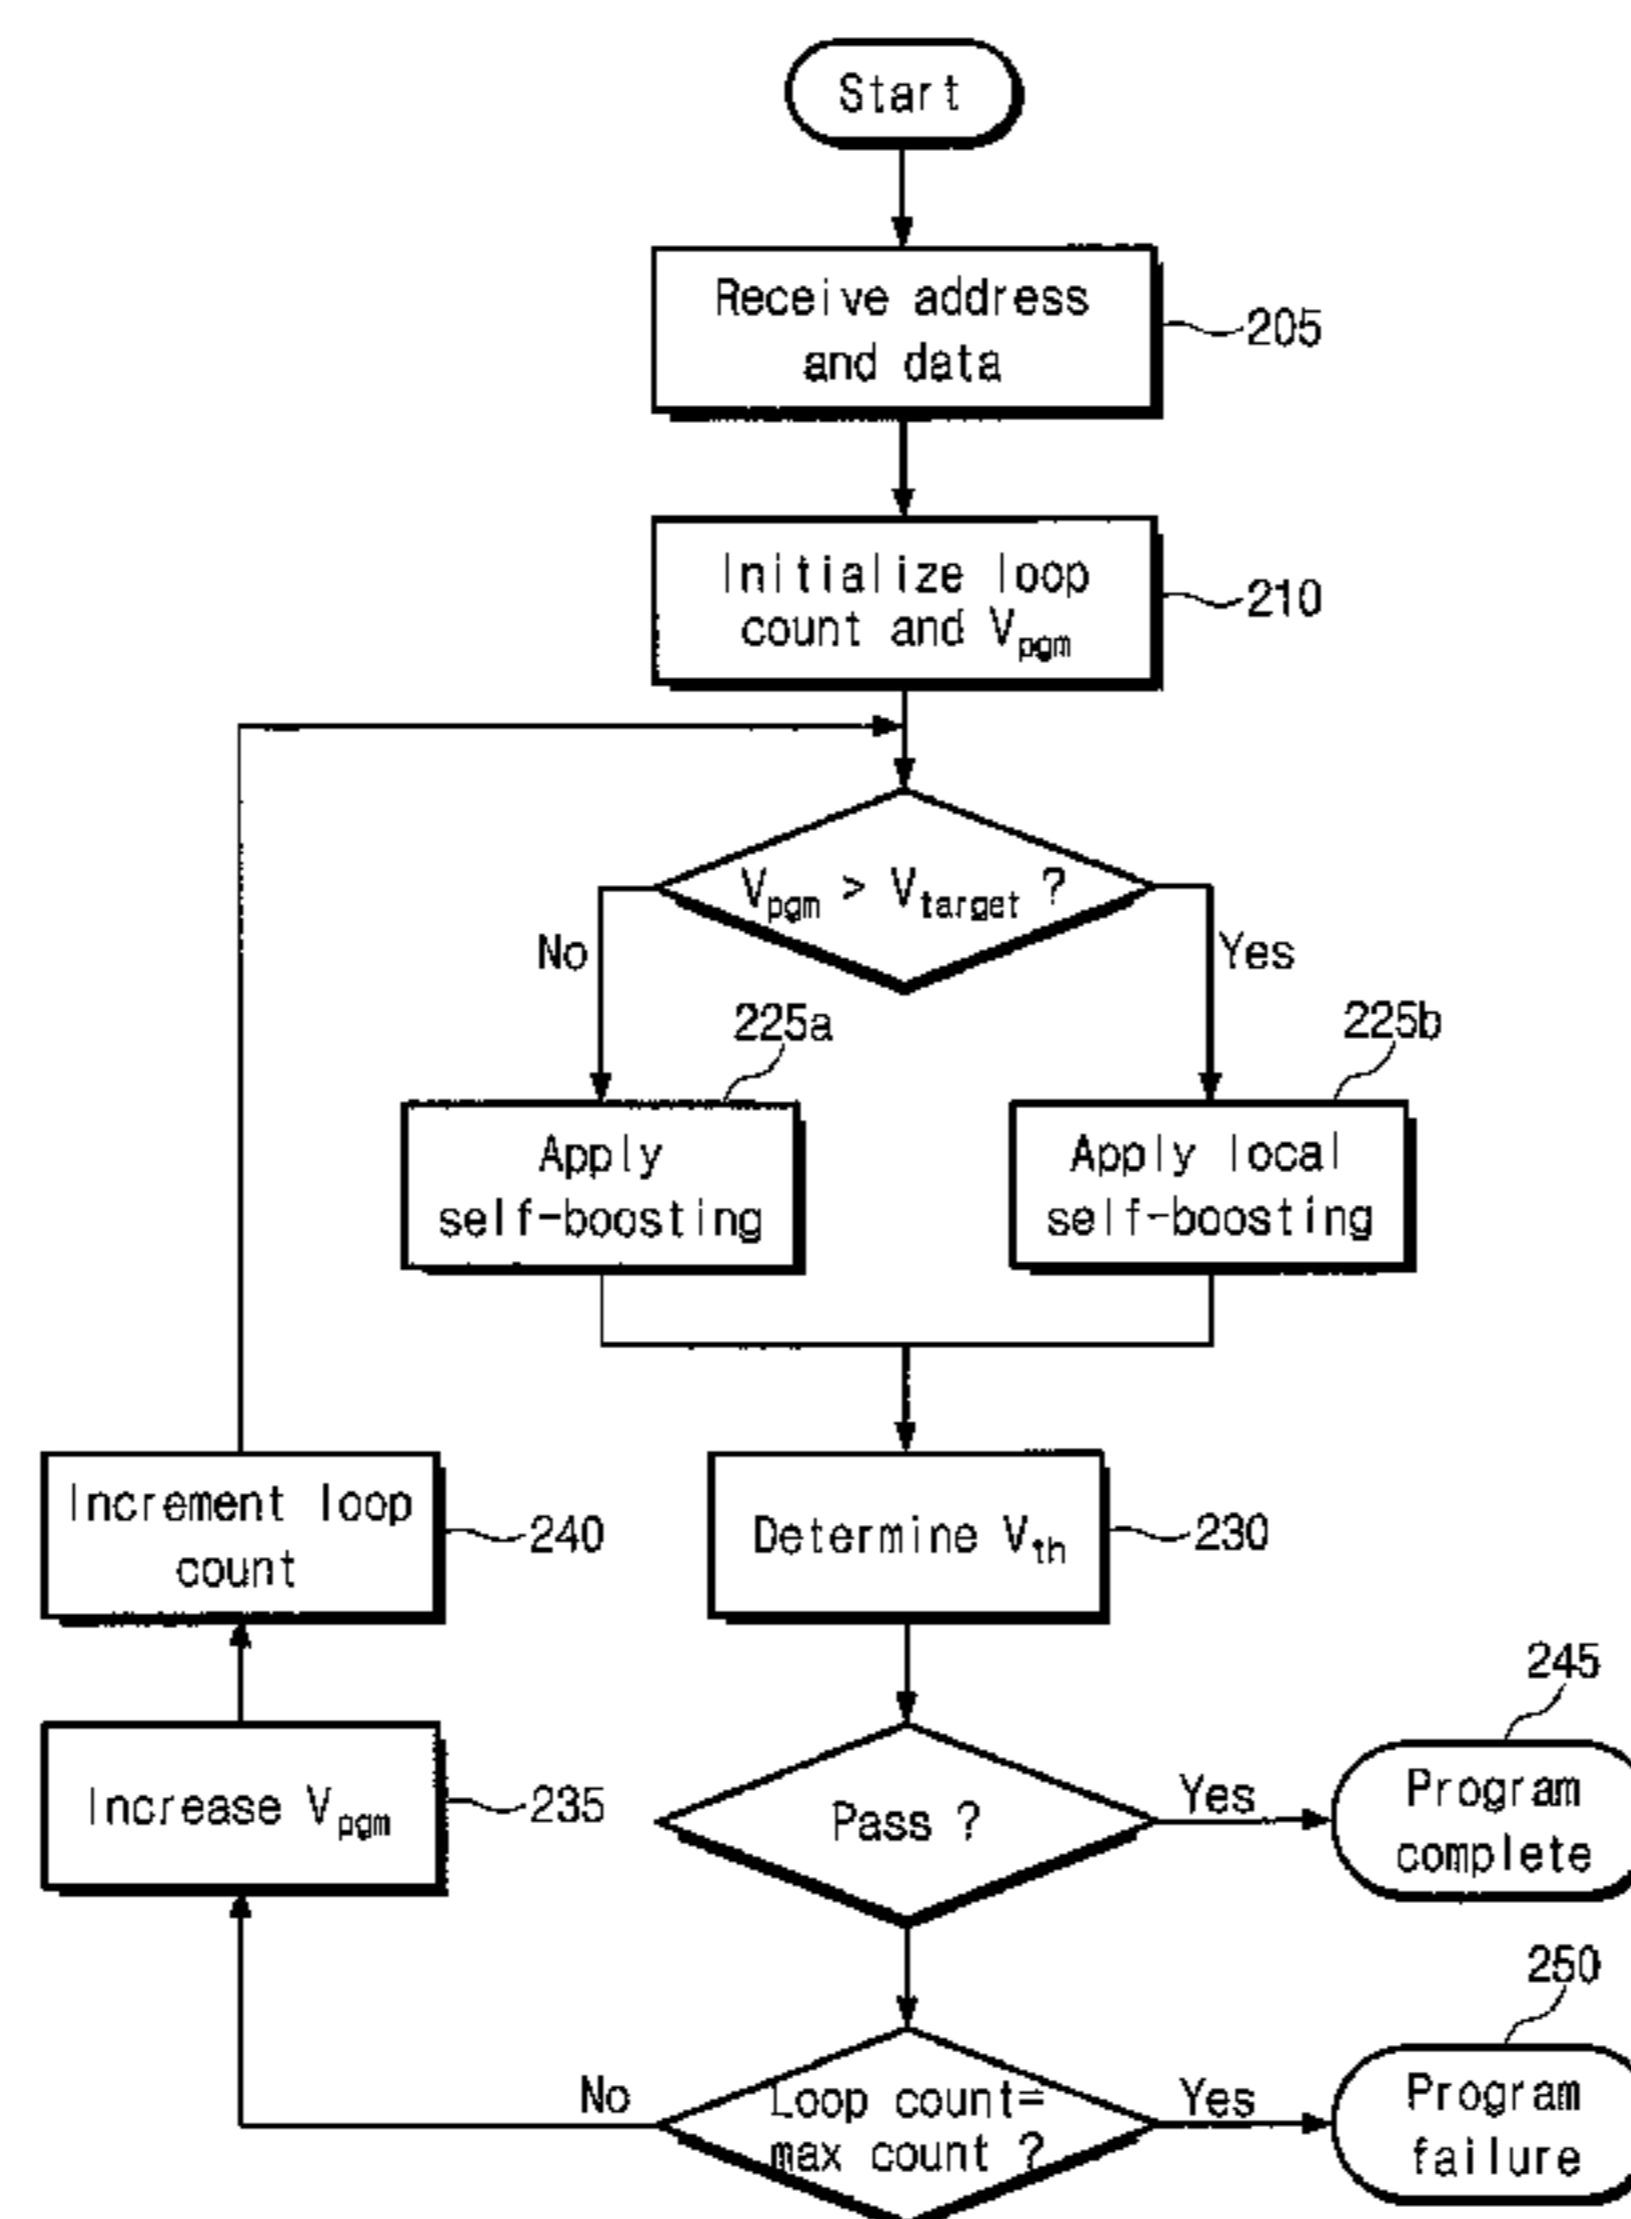 Start
Receive address
and data
205
Initialize loop
count and Vpgm
210
Vpgm > Vtarget ?
No
Yes
225a
225b
Apply
self-boosting
Apply local
self-boosting
Increment loop
count
240
Determine Vth
230
Increase Vpgm
235
Pass ?
Yes
245
Program
complete
No
Loop count=
max count ?
Yes
250
Program
failure